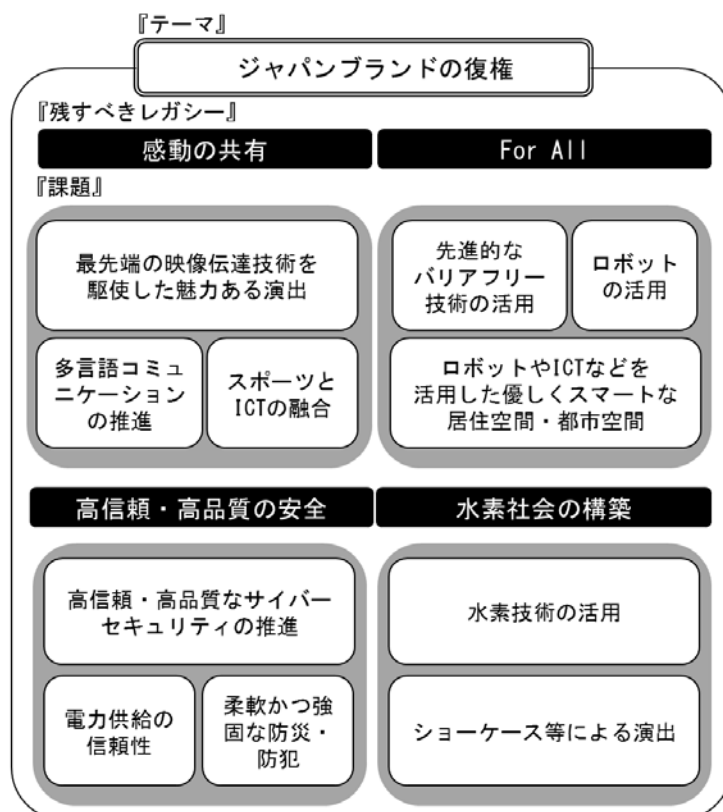 『テーマ』
ジャパンブランドの復権
『残すべきレガシー』
感動の共有
For All
『課題』
最先端の映像伝達技術を
駆使した魅力ある演出
多言語コミュ
ニケーション
の推進
スポーツと
ICTの融合
先進的な
バリアフリー
技術の活用
ロボット
の活用
ロボットやICTなどを
活用した優しくスマートな
居住空間・都市空間
高信頼・高品質の安全
水素社会の構築
高信頼・高品質なサイバー
セキュリティの推進
電力供給の
信頼性
柔軟かつ強
固な防災・
防犯
水素技術の活用
ショーケース等による演出